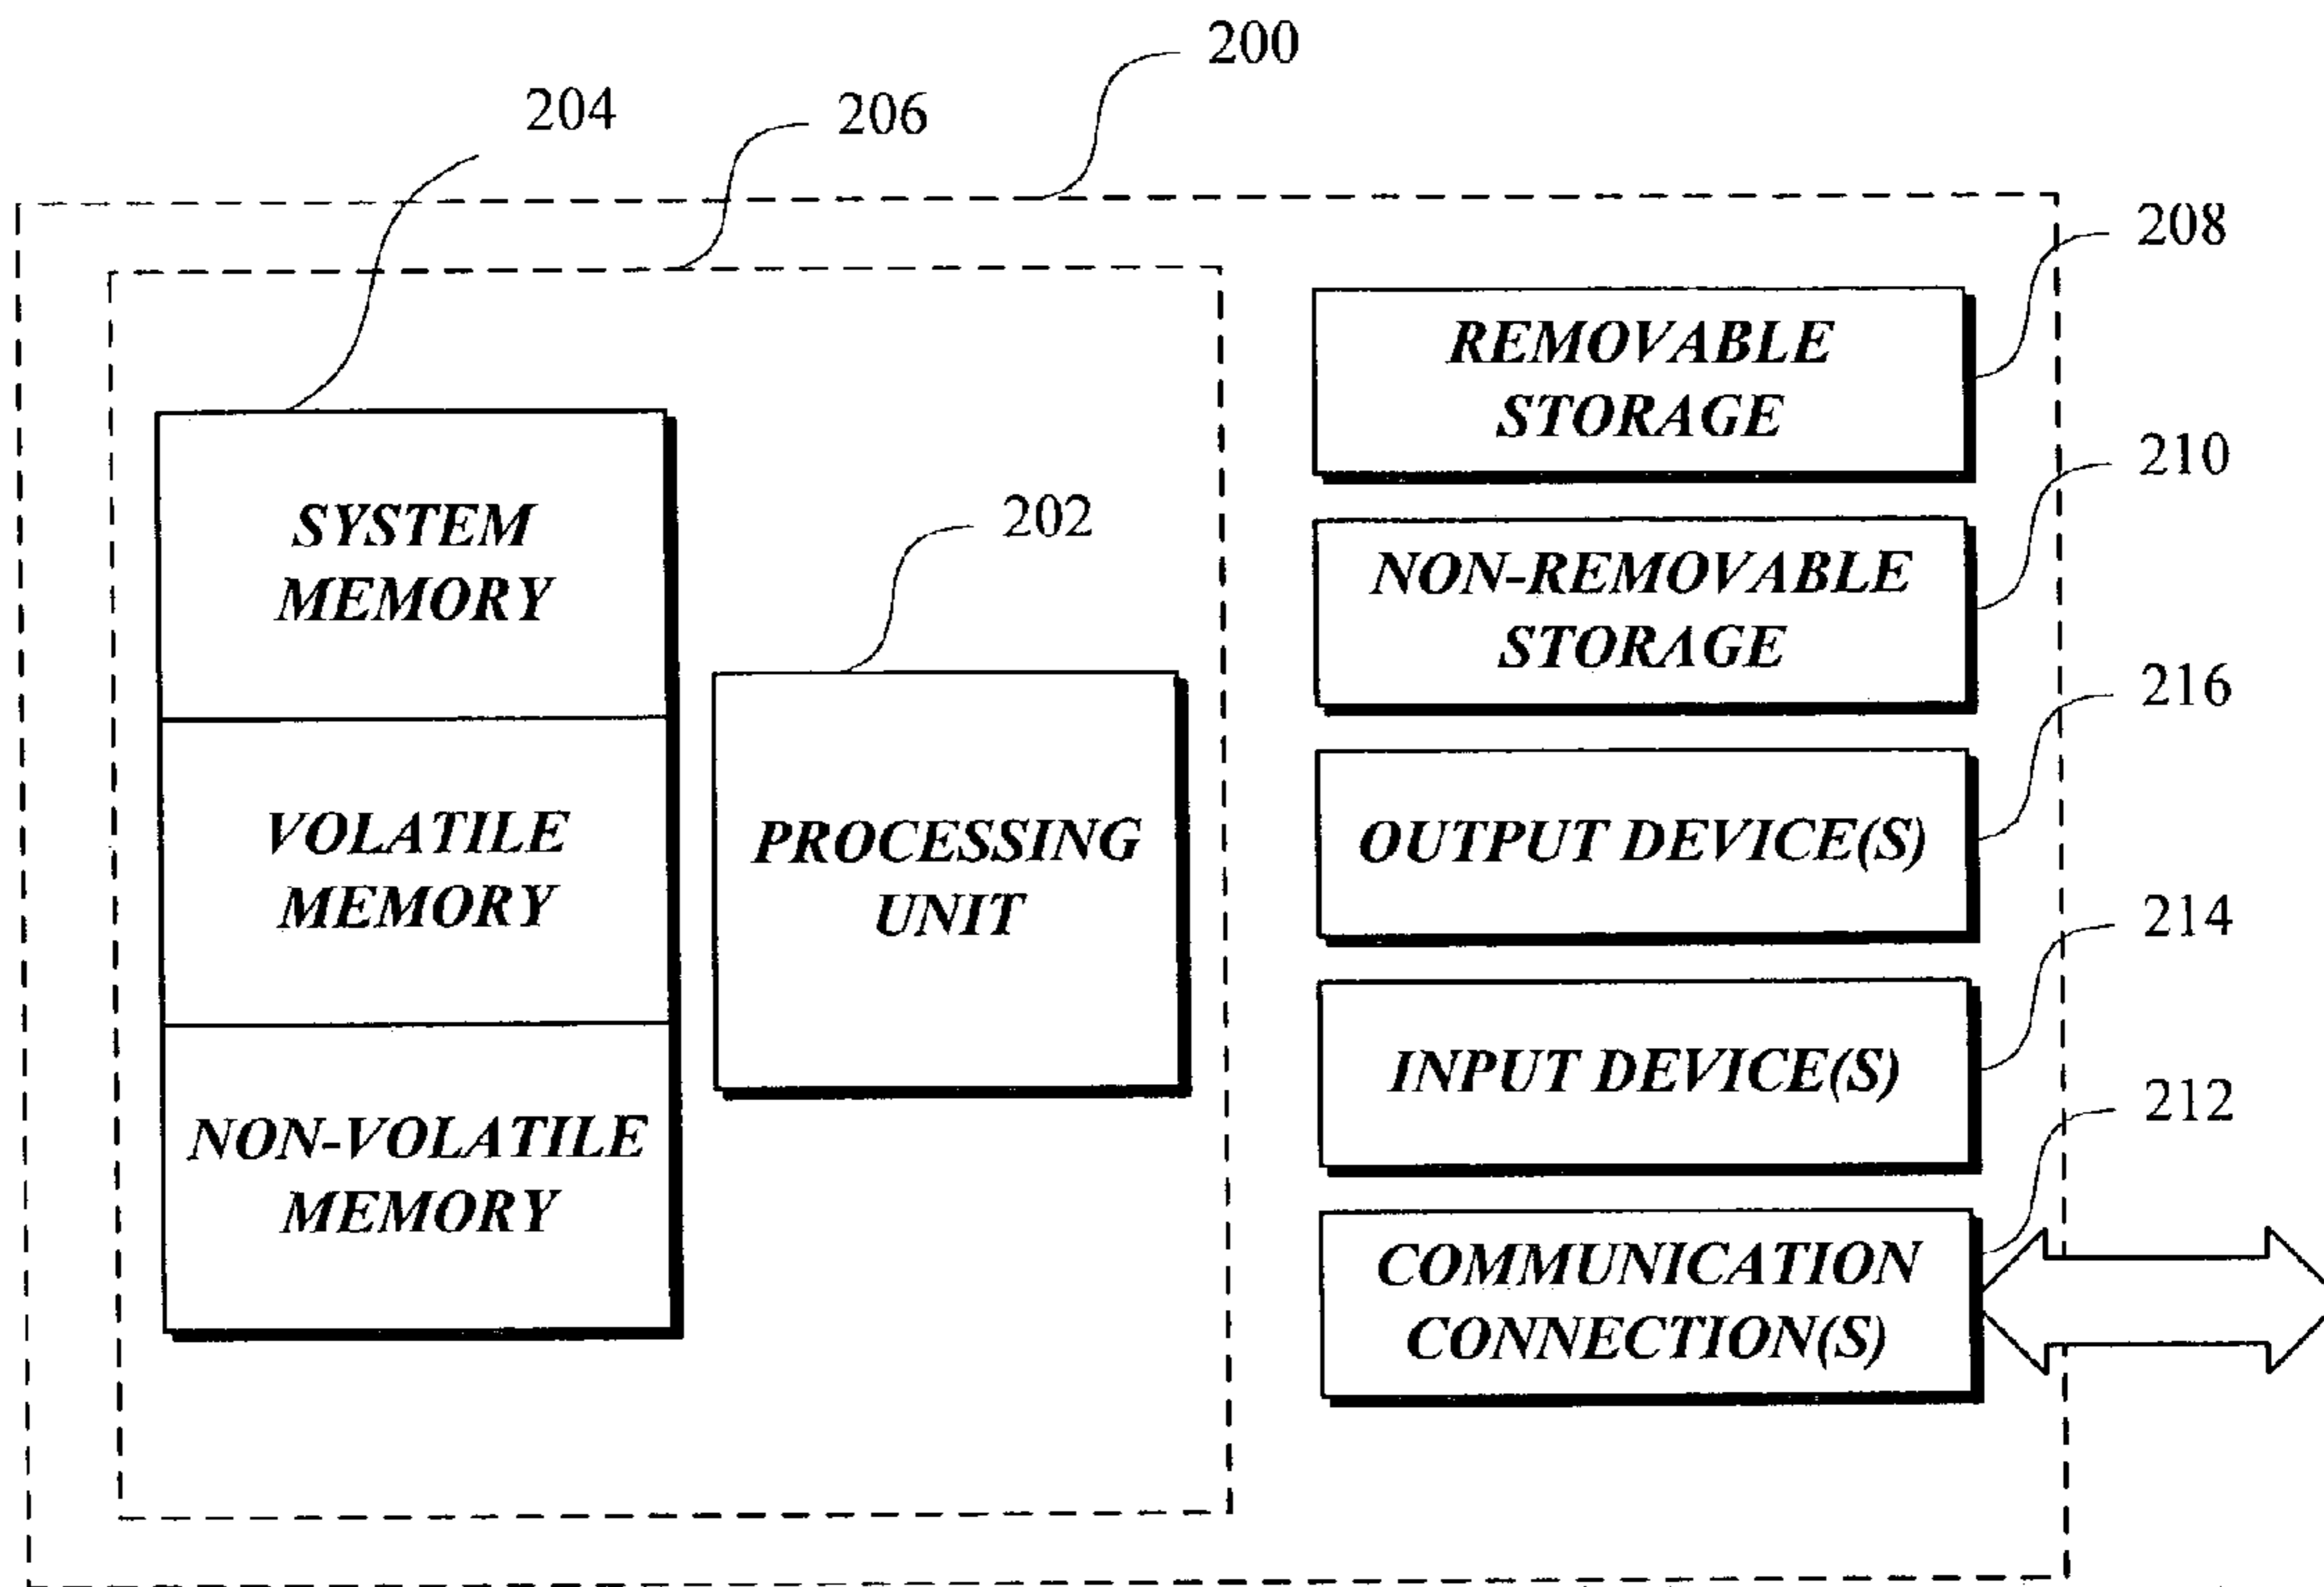 200
204
206
208
REMOVABLE
STORAGE
210
SYSTEM
MEMORY
202
NON-REMOVABLE
STORAGE
216
VOLATILE
MEMORY
PROCESSING
UNIT
OUTPUT DEVICE(S)
214
INPUT DEVICE(S)
212
NON-VOLATILE
MEMORY
COMMUNICATION
CONNECTION(S)